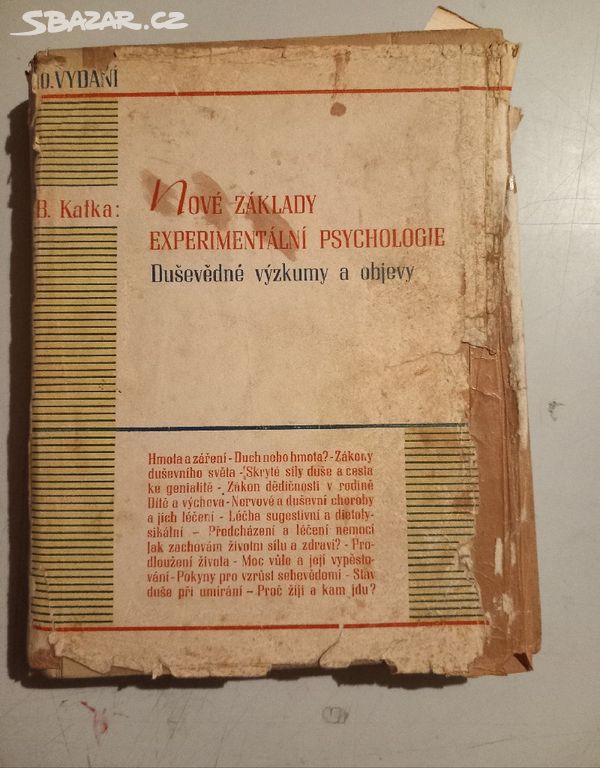 SBAZAR.CZ
10. VYDANÍ
B. Kafka:
NOVÉ ZÁKLADY
EXPERIMENTÁLNÍ PSYCHOLOGIE
Duševědné výzkumy a objevy
Hmota a záření - Duch nebo hmota? - Zákony
duševního světa - Skryté síly duše a cesta
ke genialitě - Zákon dědičnosti v rodině
Dítě a výchova - Nervové a duševní choroby
a jich léčení - Léčba sugestivní a dietofy-
sikální - Předcházení a léčení nemocí
Jak zachovám životní sílu a zdraví? - Pro-
dloužení života - Moc vůle a její vypěsto-
vání - Pokyny pro vzrůst sebevědomí - Stav
duše při umírání - Proč žiji a kam jdu?